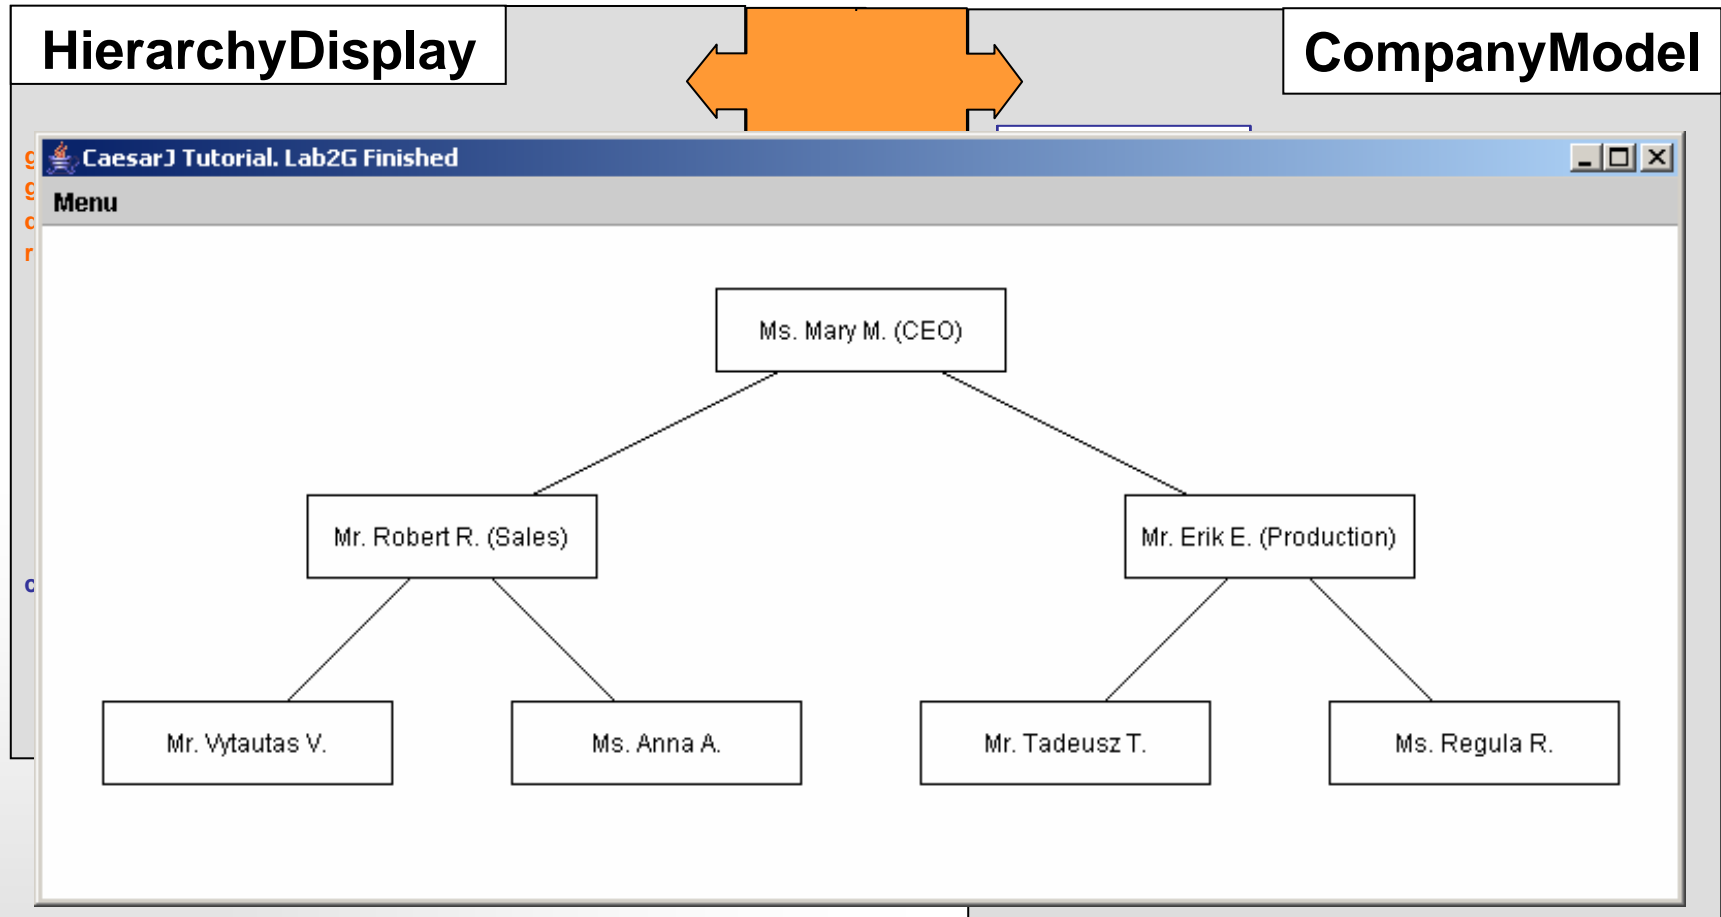 HierarchyDisplay
CompanyModel
CaesarJ Tutorial. Lab2G Finished
Menu
Ms. Mary M. (CEO)
Mr. Robert R. (Sales)
Mr. Erik E. (Production)
Mr. Vytautas V.
Ms. Anna A.
Mr. Tadeusz T.
Ms. Regula R.